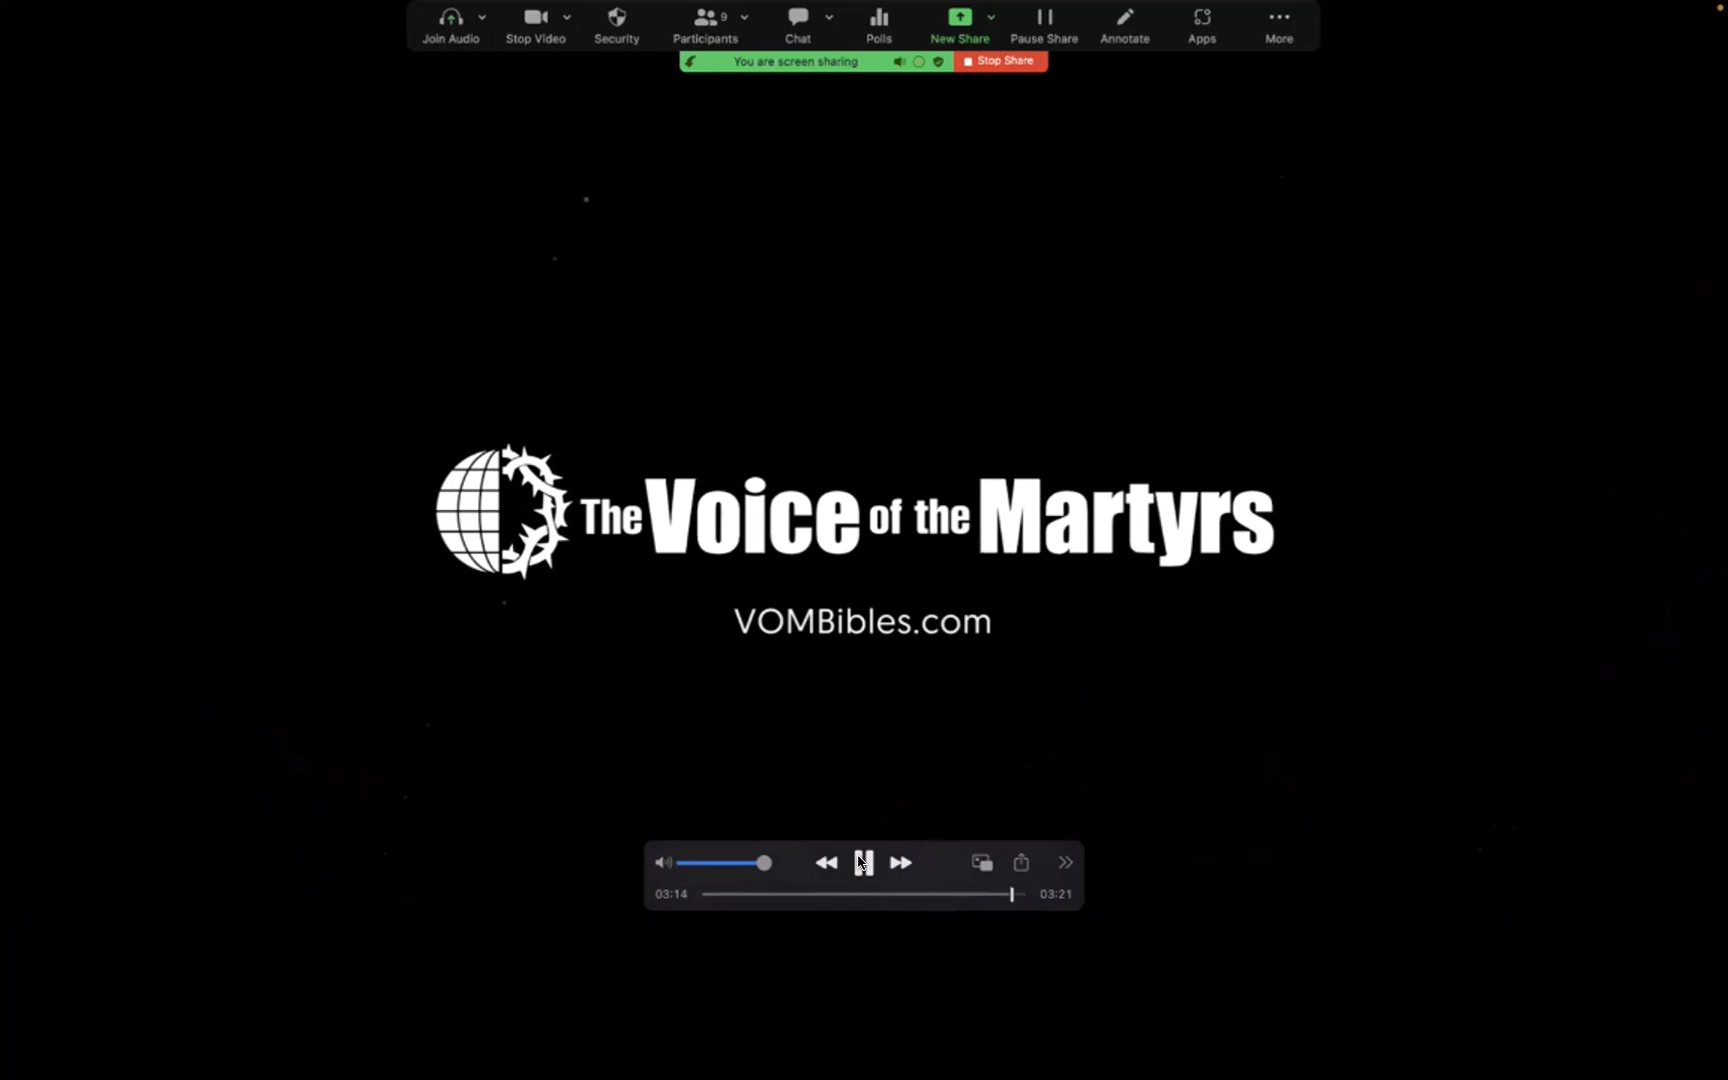 Join Audio Stop Video Security Participants 9 Chat Polls New Share Pause Share Annotate Apps More
You are screen sharing Stop Share
The Voice of the Martyrs
VOMBibles.com
03:14 03:21